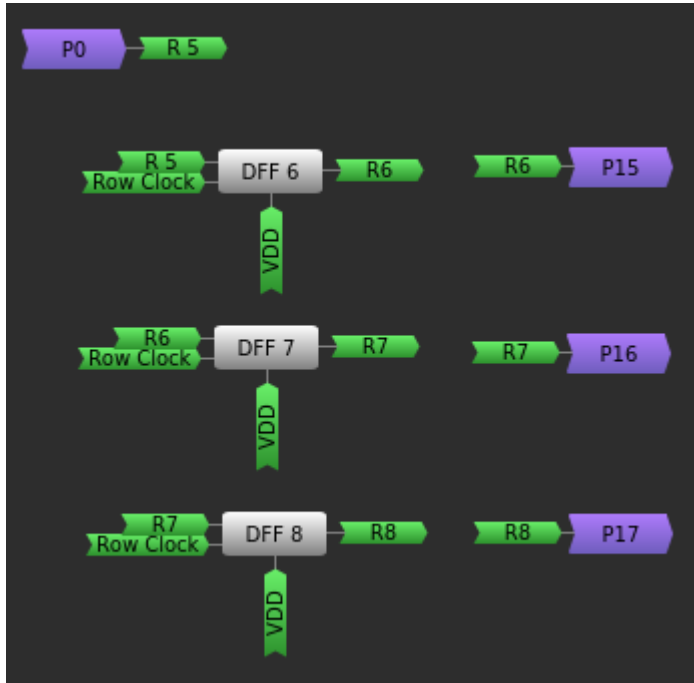 P0 R 5
R 5
Row Clock
DFF 6 R6 R6 P15
VDD
R6
Row Clock
DFF 7 R7 R7 P16
VDD
R7
Row Clock
DFF 8 R8 R8 P17
VDD